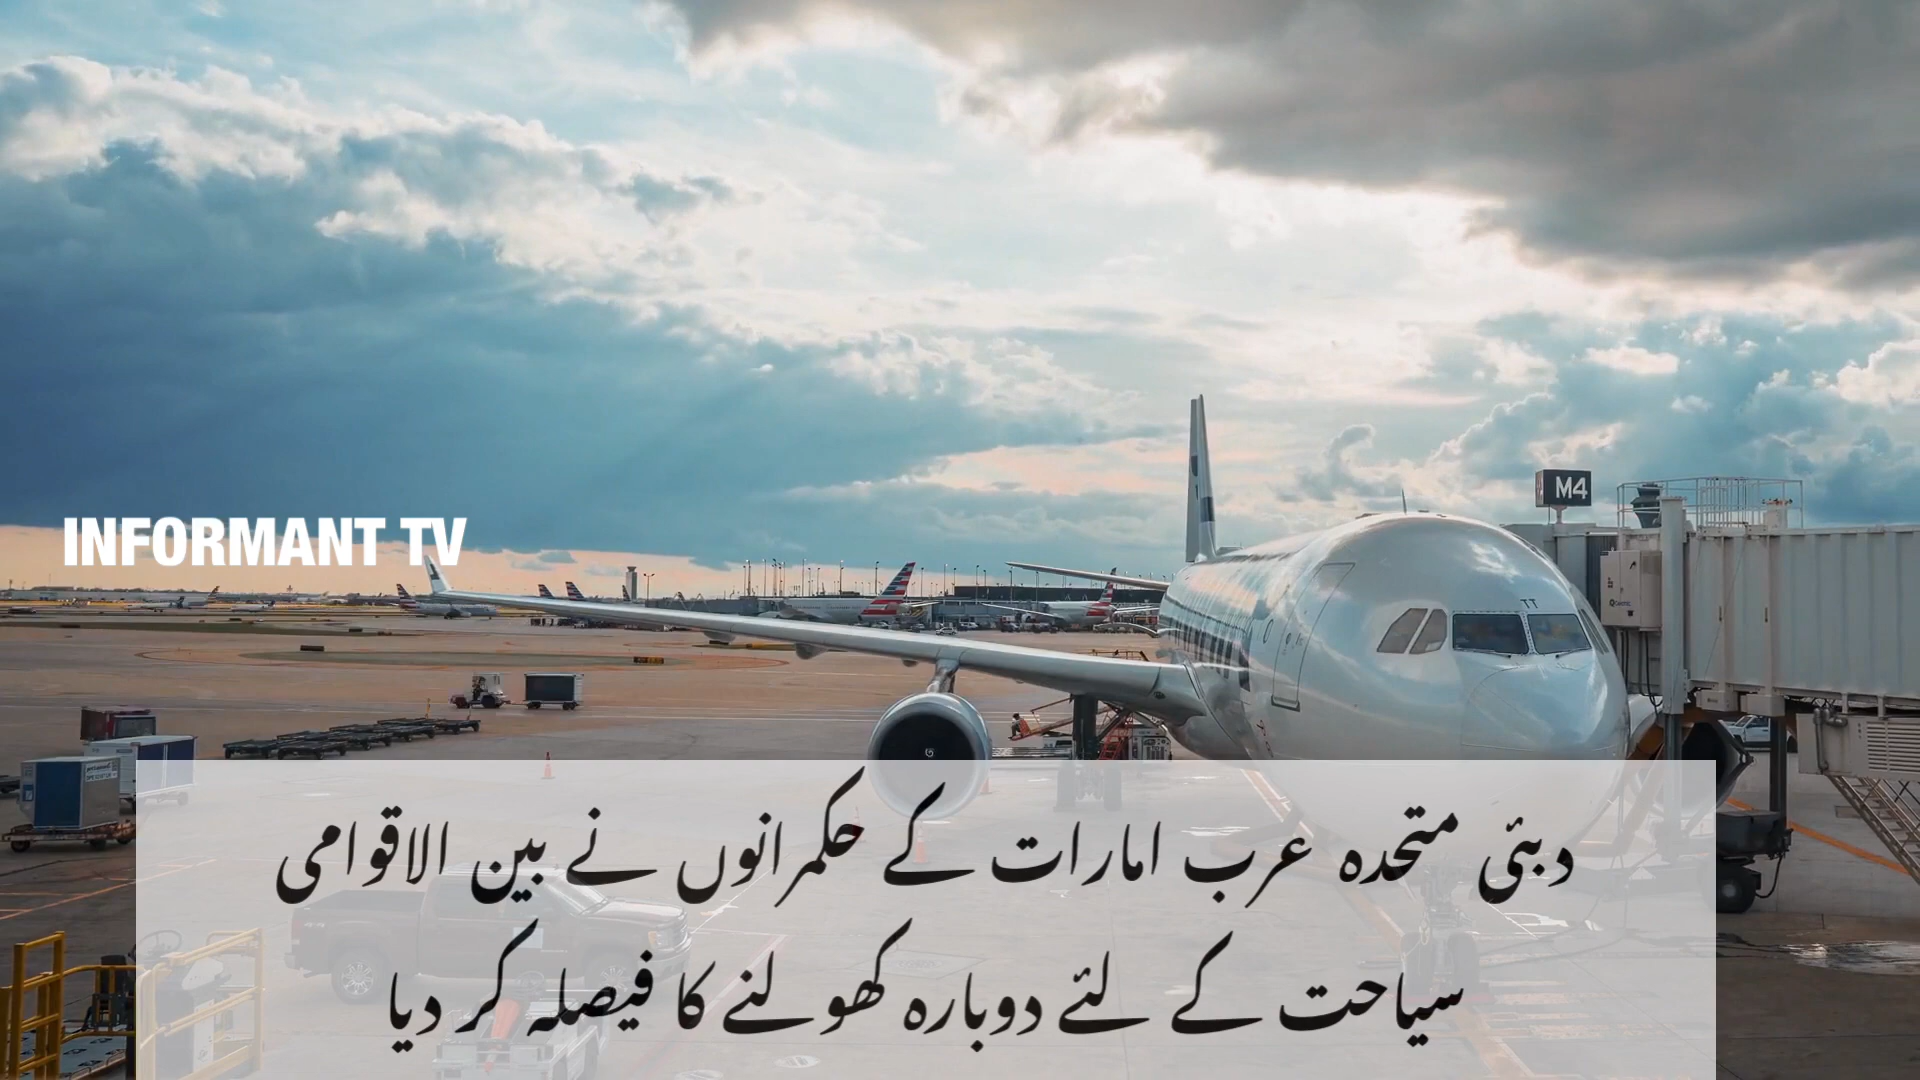 M4
INFORMANT TV
دبئی متحدہ عرب امارات کے حکمرانوں نے بین الاقوامی
سیاحت کے لئے دوبارہ کھولنے کا فیصلہ کر دیا